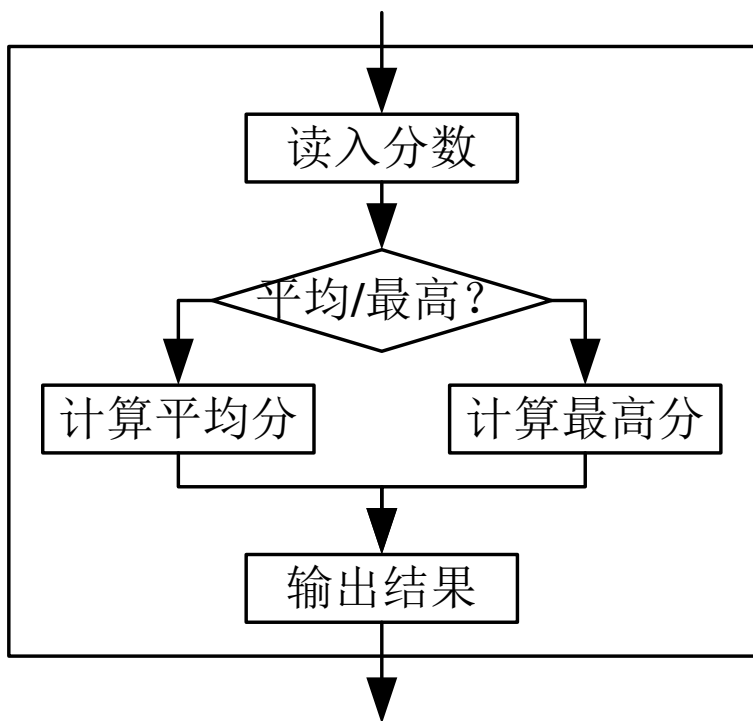 读入分数
平均/最高？
计算平均分
计算最高分
输出结果